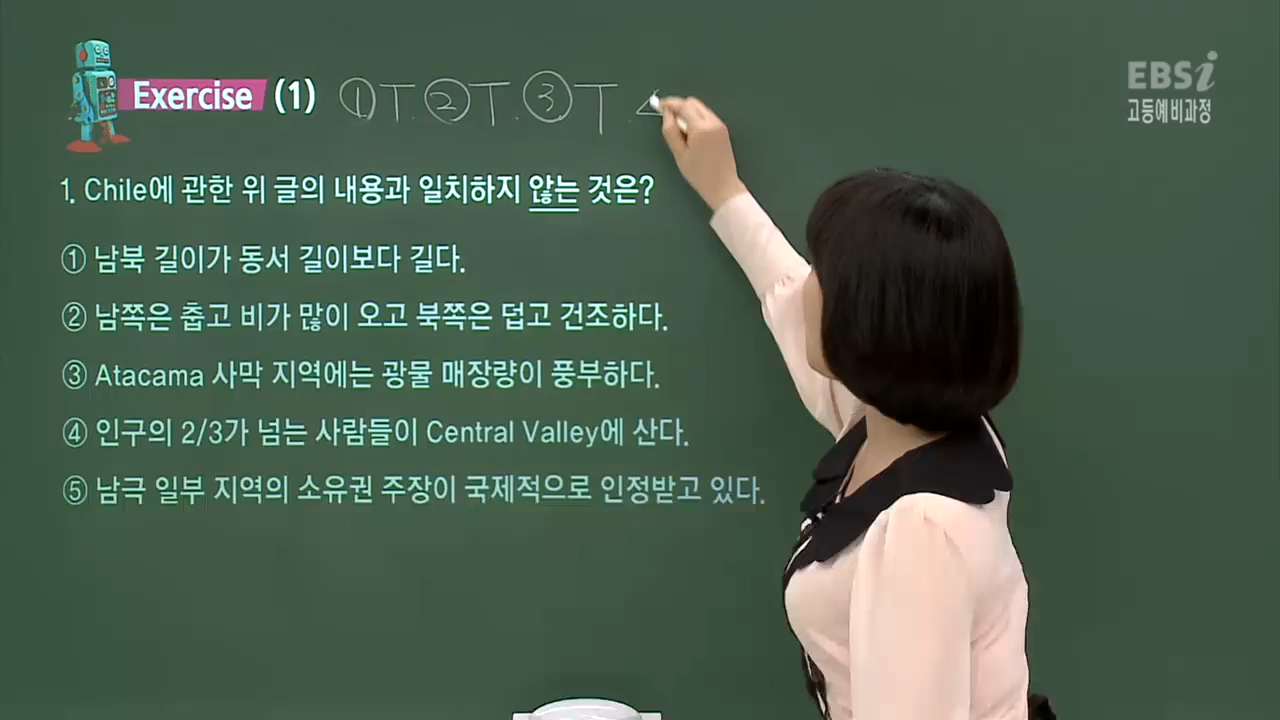 Exercise (1) ① T. ② T. ③ T. 4
EBSi
고등예비과정
1. Chile에 관한 위 글의 내용과 일치하지 않는 것은?
① 남북 길이가 동서 길이보다 길다.
② 남쪽은 춥고 비가 많이 오고 북쪽은 덥고 건조하다.
③ Atacama 사막 지역에는 광물 매장량이 풍부하다.
④ 인구의 2/3가 넘는 사람들이 Central Valley에 산다.
⑤ 남극 일부 지역의 소유권 주장이 국제적으로 인정받고 있다.